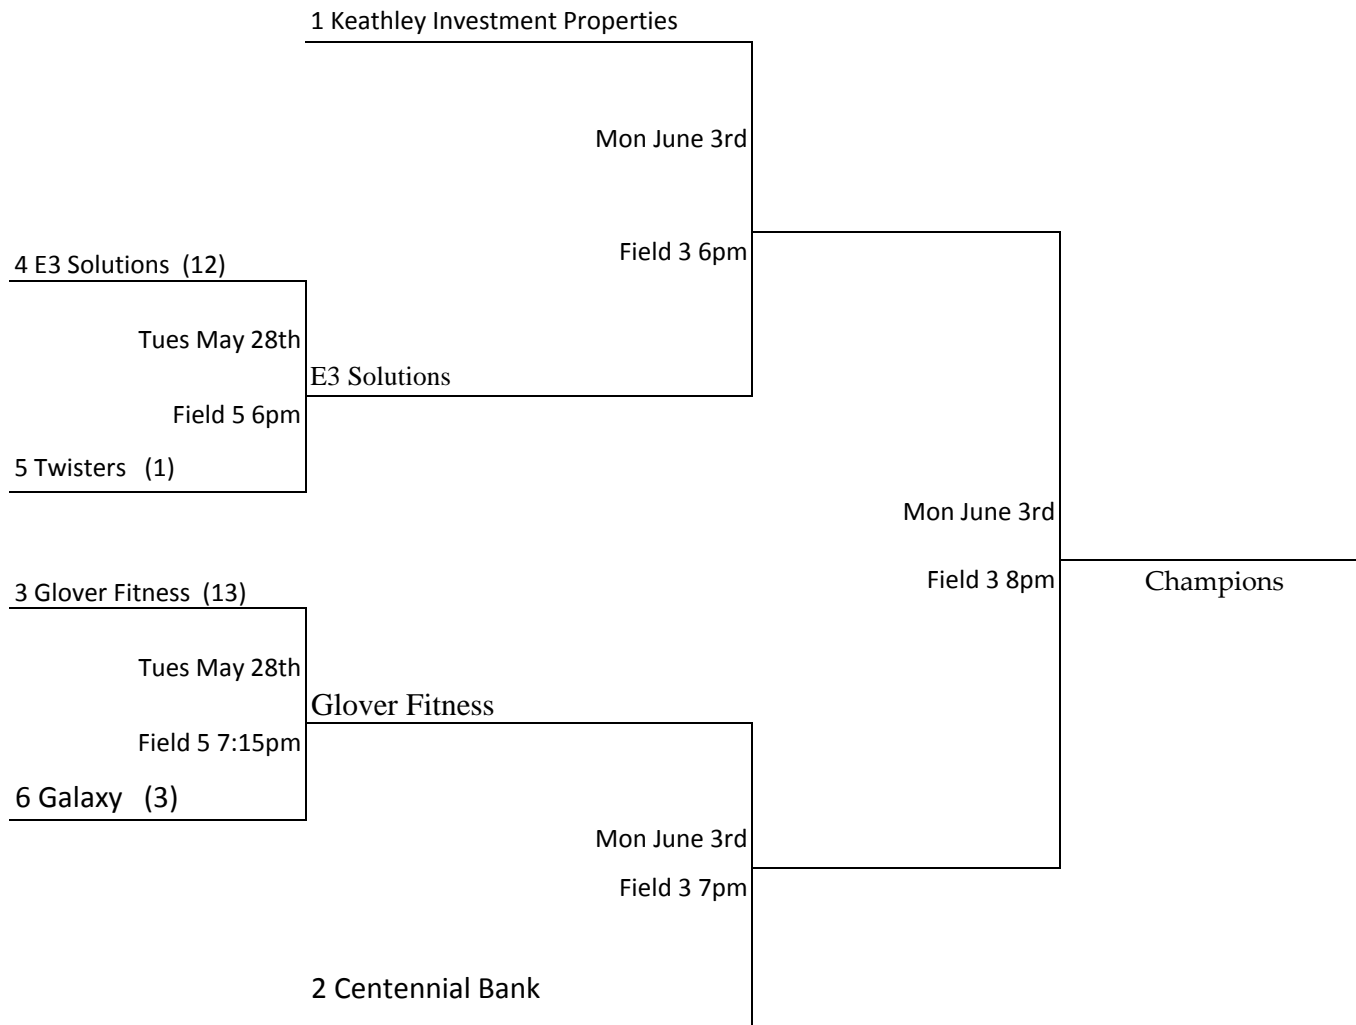 1 Keathley Investment Properties
Mon June 3rd
Field 3 6pm
4 E3 Solutions  (12)
Tues May 28th
E3 Solutions
Field 5 6pm
5 Twisters   (1)
Mon June 3rd
Field 3 8pm
Champions
3 Glover Fitness  (13)
Tues May 28th
Glover Fitness
Field 5 7:15pm
6 Galaxy   (3)
Mon June 3rd
Field 3 7pm
2 Centennial Bank